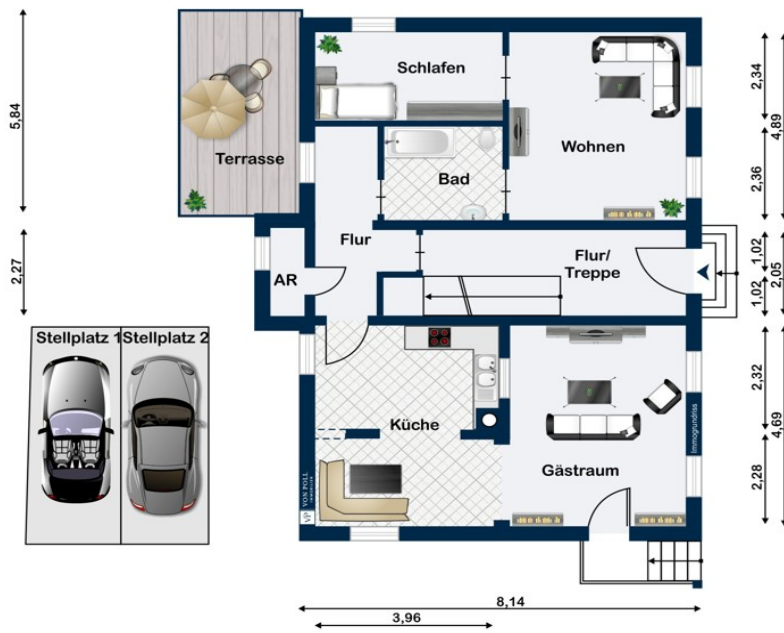 Schlafen
Wohnen
Terrasse
Bad
Flur
Flur/
Treppe
AR
Stellplatz 1
Stellplatz 2
Küche
Gästraum
Immogrundriss
VP VON POLL
IMMOBILIEN
5,84
2,27
2,34
4,89
2,36
1,02
2,05
1,02
2,32
4,69
2,28
8,14
3,96